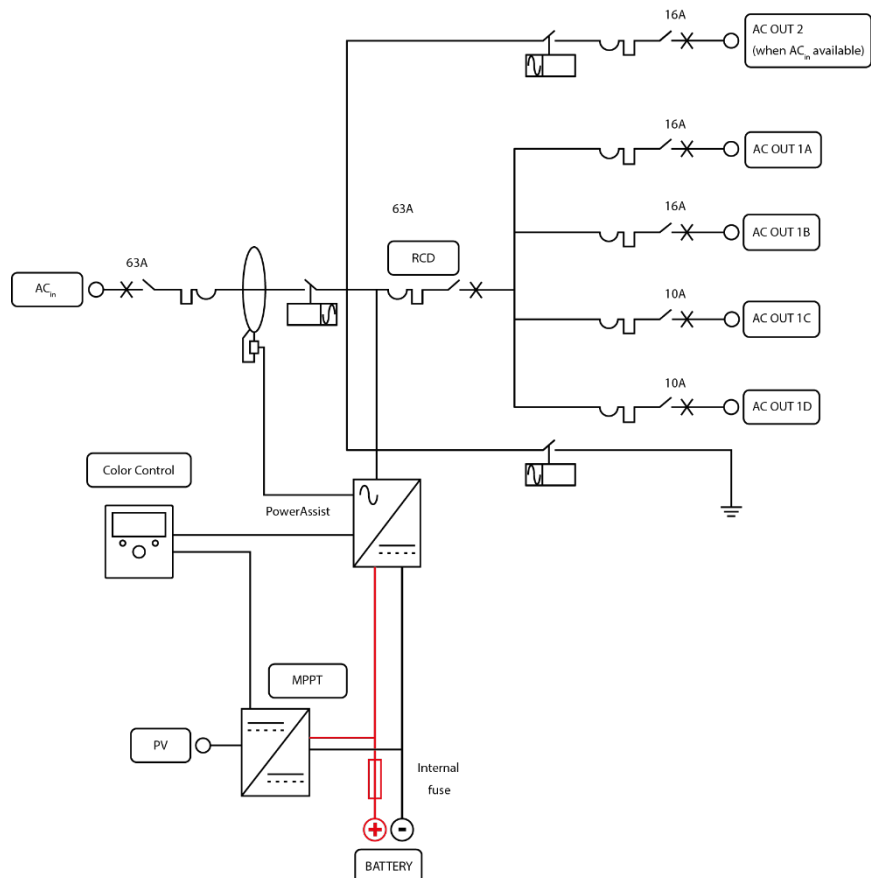 16A
AC OUT 2
(when ACin available)
16A
AC OUT 1A
63A
16A
AC OUT 1B
RCD
63A
ACin
10A
AC OUT 1C
10A
AC OUT 1D
Color Control
PowerAssist
MPPT
PV
Internal
fuse
+ -
BATTERY